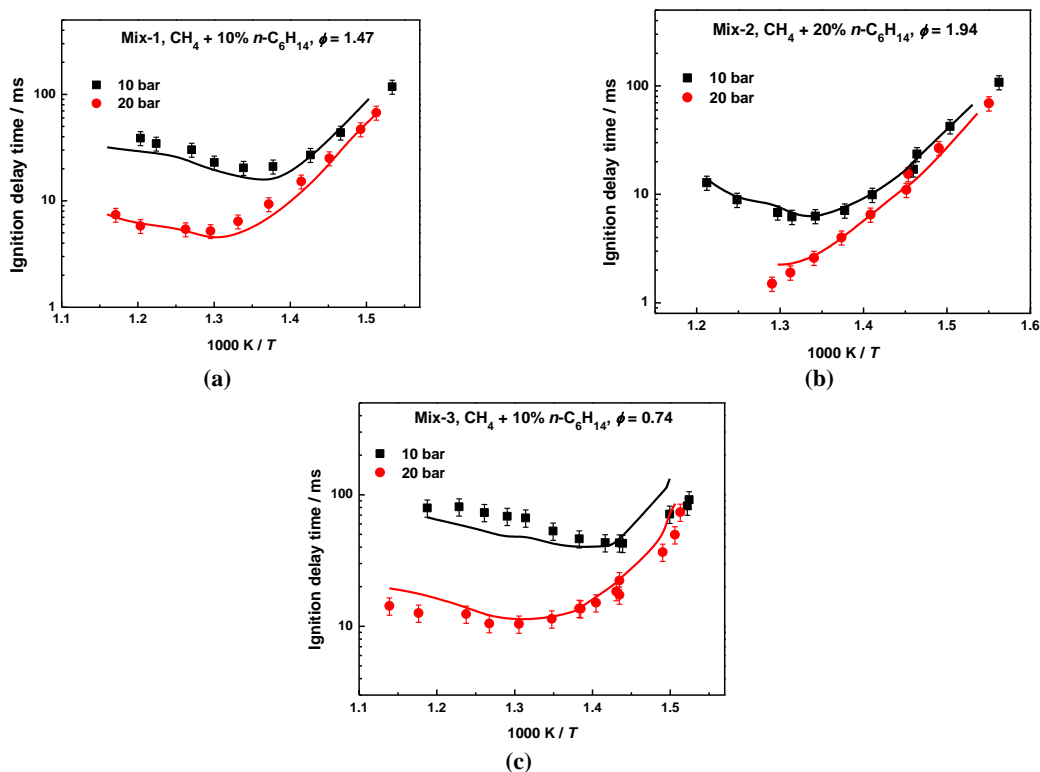 Mix-1, CH₄ + 10% n-C₆H₁₄, ϕ = 1.47
10 bar
20 bar
100
10
1
1.1 1.2 1.3 1.4 1.5
Ignition delay time / ms
1000 K / T
(a)
Mix-2, CH₄ + 20% n-C₆H₁₄, ϕ = 1.94
10 bar
20 bar
100
10
1
1.2 1.3 1.4 1.5 1.6
Ignition delay time / ms
1000 K / T
(b)
Mix-3, CH₄ + 10% n-C₆H₁₄, ϕ = 0.74
10 bar
20 bar
100
10
1.1 1.2 1.3 1.4 1.5
Ignition delay time / ms
1000 K / T
(c)